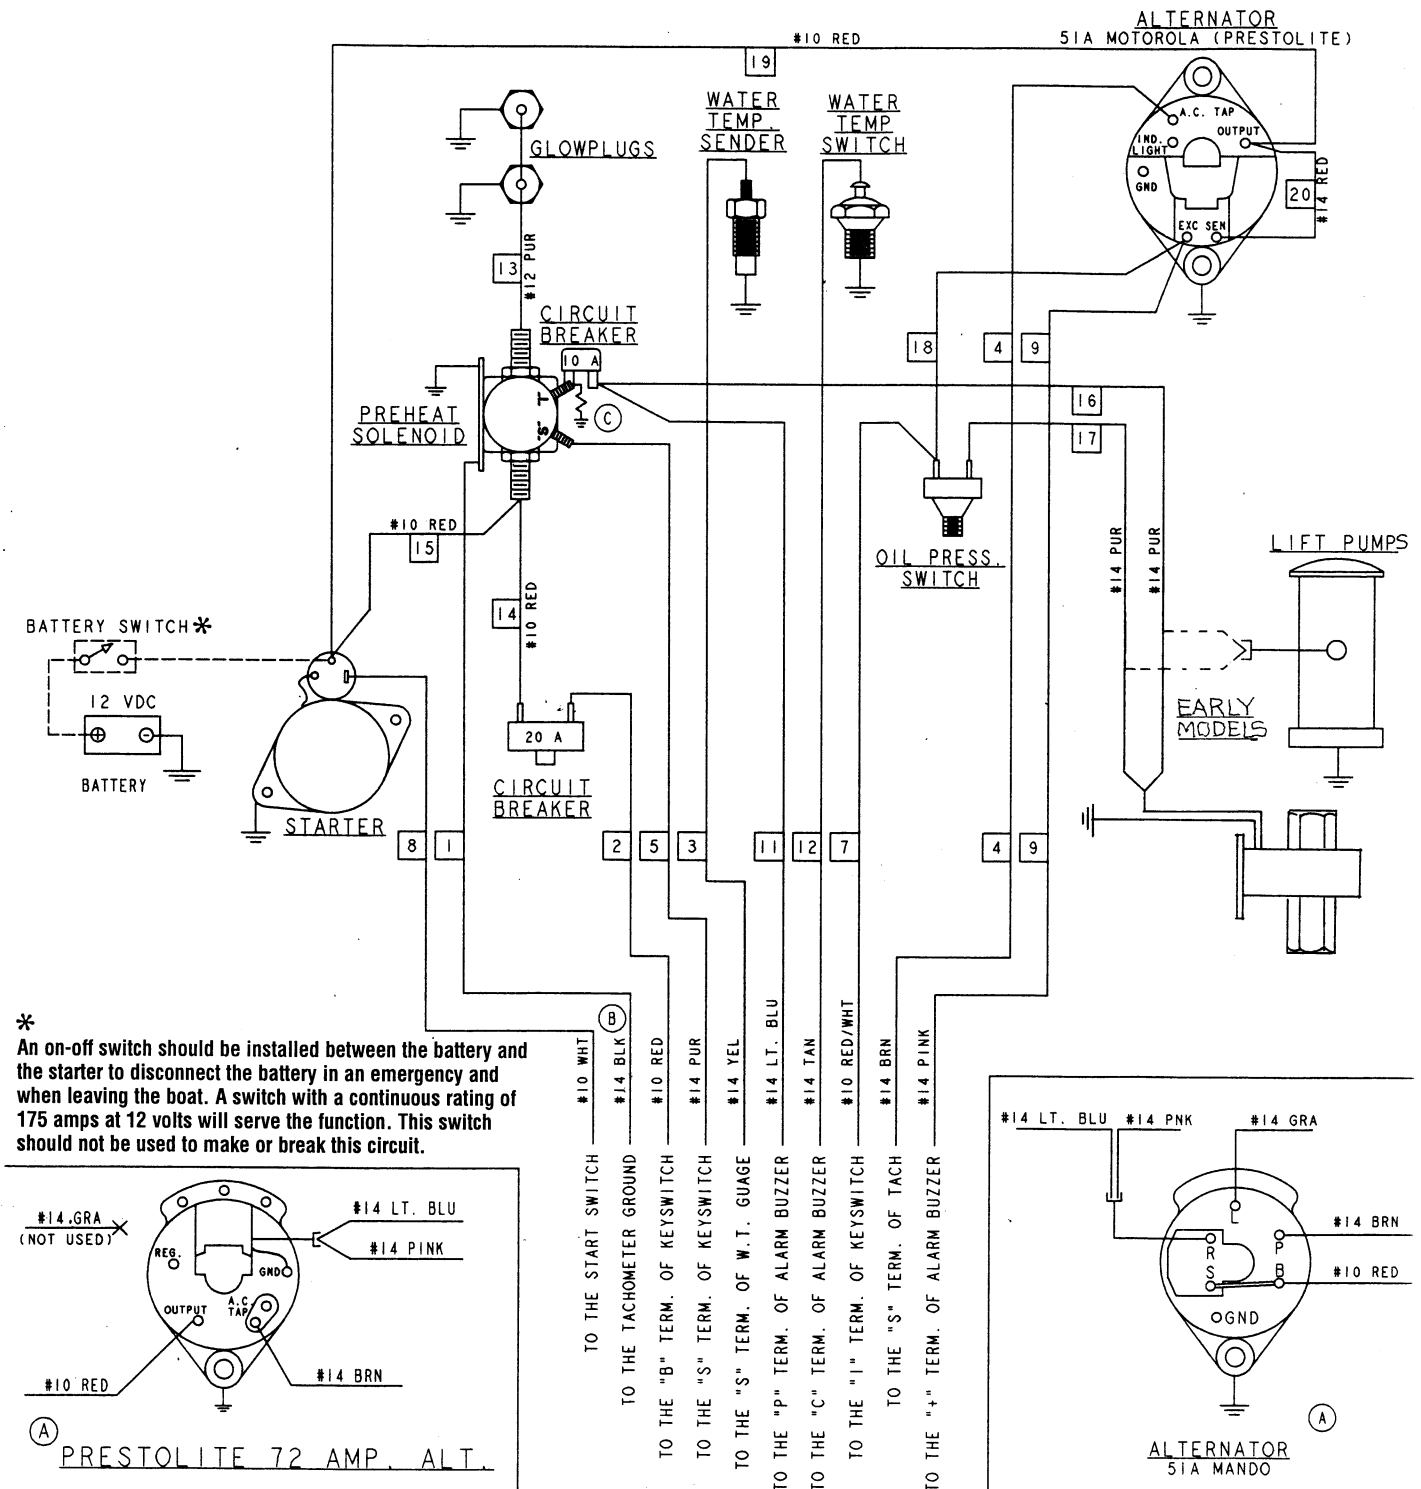 ALTERNATOR
51A MOTOROLA (PRESTOLITE)
#10 RED
19
WATER
TEMP.
SENDER
WATER
TEMP
SWITCH
A.C. TAP
IND.
LIGHT
OUTPUT
GND
EXC SEN
20
#14 RED
GLOWPLUGS
13
#12 PUR
CIRCUIT
BREAKER
10 A
18
4
9
PREHEAT
SOLENOID
"S"
C
16
17
#10 RED
15
14
#10 RED
OIL PRESS.
SWITCH
#14 PUR
#14 PUR
LIFT PUMPS
BATTERY SWITCH*
12 VDC
+
-
BATTERY
STARTER
20 A
CIRCUIT
BREAKER
EARLY
MODELS
8
1
2
5
3
11
12
7
4
9
*
An on-off switch should be installed between the battery and
the starter to disconnect the battery in an emergency and
when leaving the boat. A switch with a continuous rating of
175 amps at 12 volts will serve the function. This switch
should not be used to make or break this circuit.
B
#10 WHT
#14 BLK
#10 RED
#14 PUR
#14 YEL
#14 LT. BLU
#14 TAN
#10 RED/WHT
#14 BRN
#14 PINK
TO THE START SWITCH
TO THE TACHOMETER GROUND
TO THE "B" TERM. OF KEYSWITCH
TO THE "S" TERM. OF KEYSWITCH
TO THE "S" TERM. OF W.T. GUAGE
TO THE "P" TERM. OF ALARM BUZZER
TO THE "C" TERM. OF ALARM BUZZER
TO THE "I" TERM. OF KEYSWITCH
TO THE "S" TERM. OF TACH
TO THE "+" TERM. OF ALARM BUZZER
#14.GRA
(NOT USED)
#14 LT. BLU
#14 PINK
REG.
GND
OUTPUT
A.C.
TAP
#10 RED
#14 BRN
A
PRESTOLITE 72 AMP. ALT.
#14 LT. BLU
#14 PNK
#14 GRA
L
R
P
S
B
GND
#14 BRN
#10 RED
A
ALTERNATOR
51A MANDO